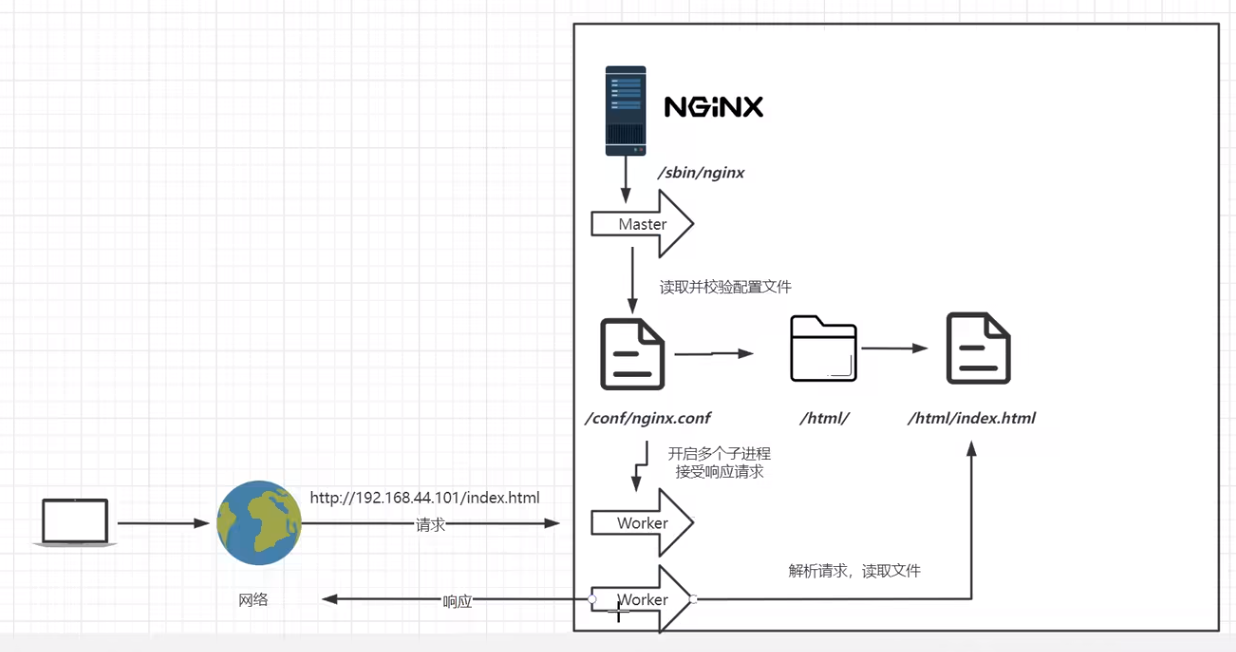 NGiNX
/sbin/nginx
Master
读取并校验配置文件
/conf/nginx.conf
/html/
/html/index.html
开启多个子进程
接受响应请求
http://192.168.44.101/index.html
请求
Worker
解析请求，读取文件
网络
响应
Worker